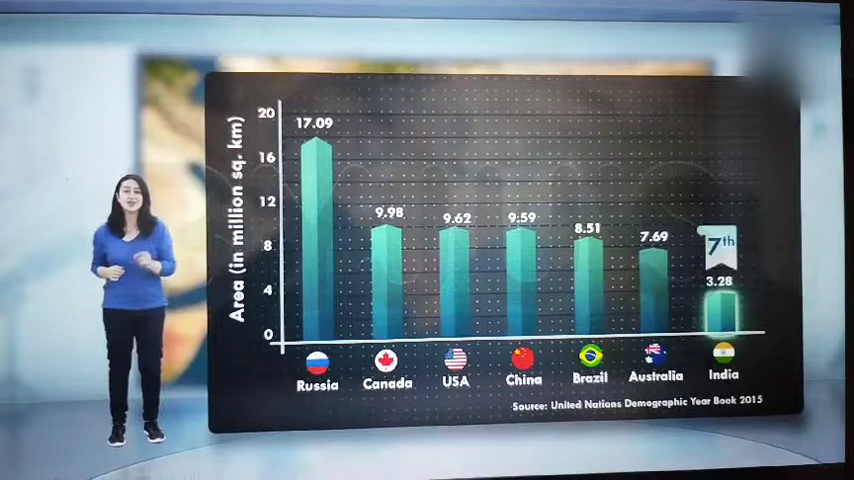 Area (in million sq. km)
20
16
12
8
4
0
17.09
9.98
9.62
9.59
8.51
7.69
3.28
7th
Russia
Canada
USA
China
Brazil
Australia
India
Source: United Nations Demographic Year Book 2015